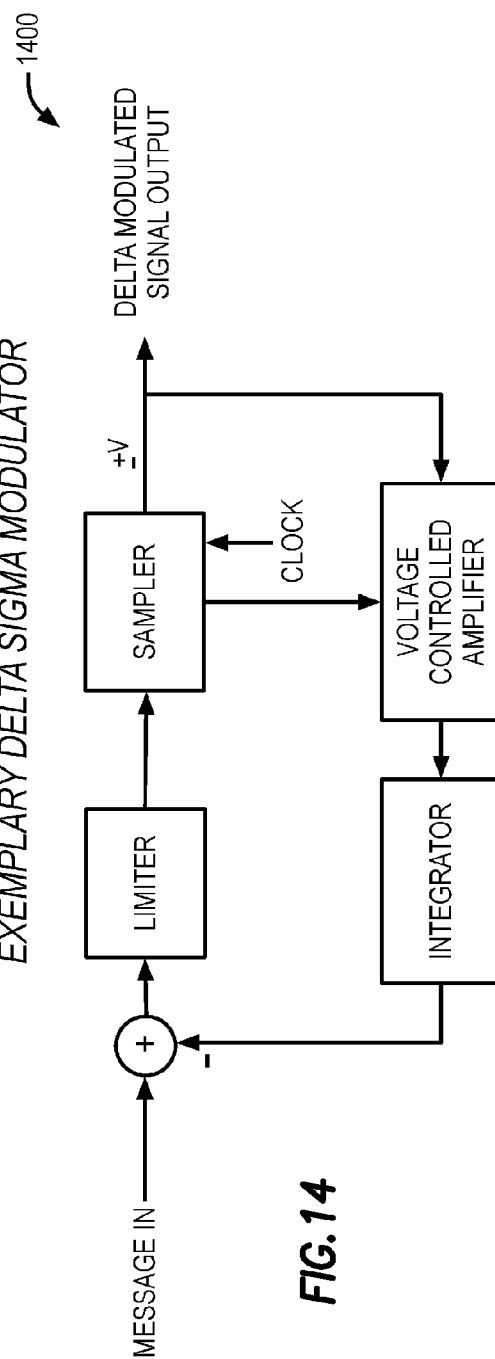 EXEMPLARY DELTA SIGMA MODULATOR
1400
MESSAGE IN
+
-
LIMITER
SAMPLER
±V
DELTA MODULATED
SIGNAL OUTPUT
CLOCK
INTEGRATOR
VOLTAGE
CONTROLLED
AMPLIFIER
FIG.14